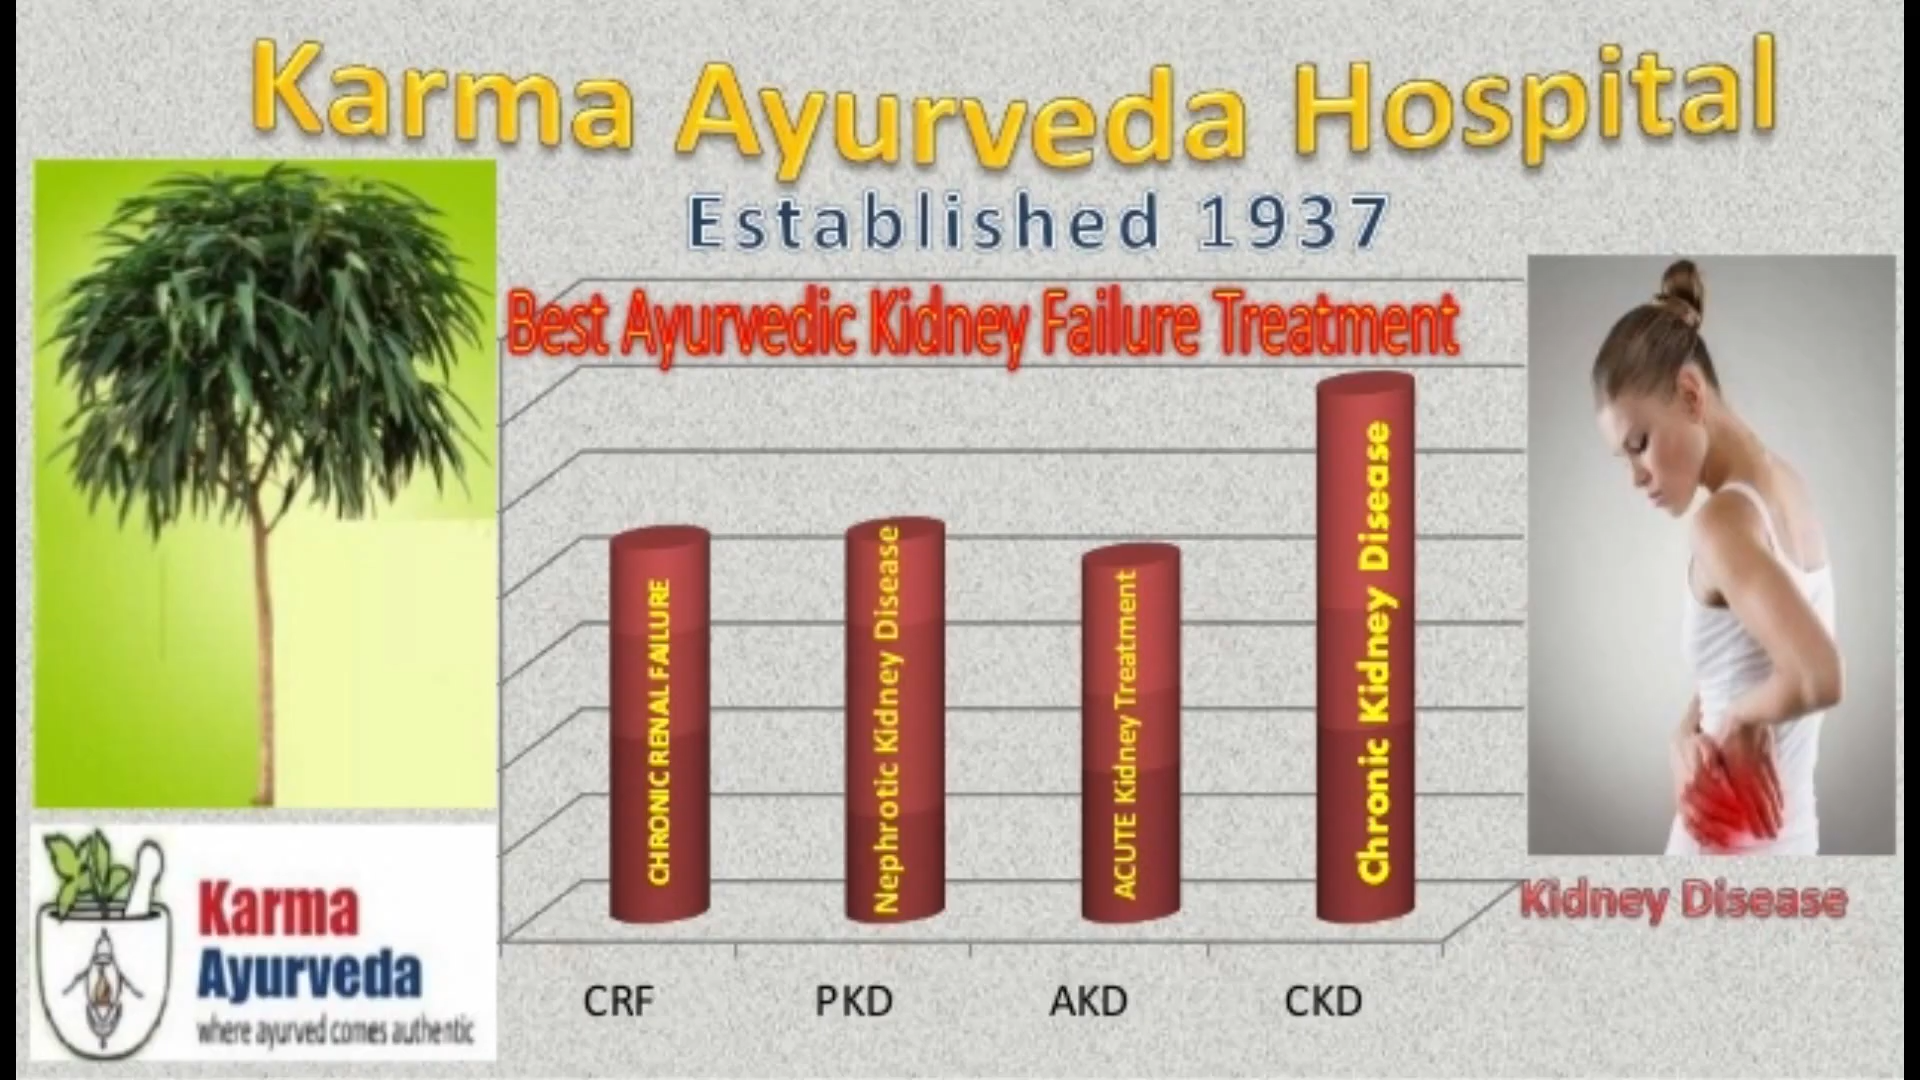 Karma Ayurveda Hospital
Established 1937
Best Ayurvedic Kidney Failure Treatment
CHRONIC RENAL FAILURE
Nephrotic Kidney Disease
ACUTE Kidney Treatment
Chronic Kidney Disease
Kidney Disease
CRF PKD AKD CKD
Karma
Ayurveda
where ayurved comes authentic